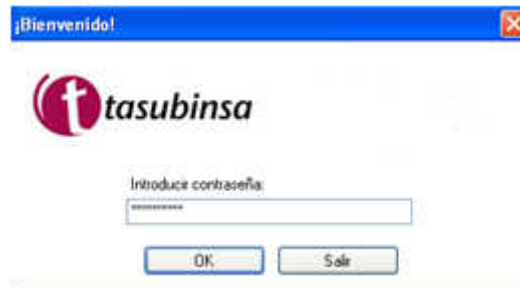 ¡Bienvenido!
t tasubinsa
Introducir contraseña:
**********
OK Salir